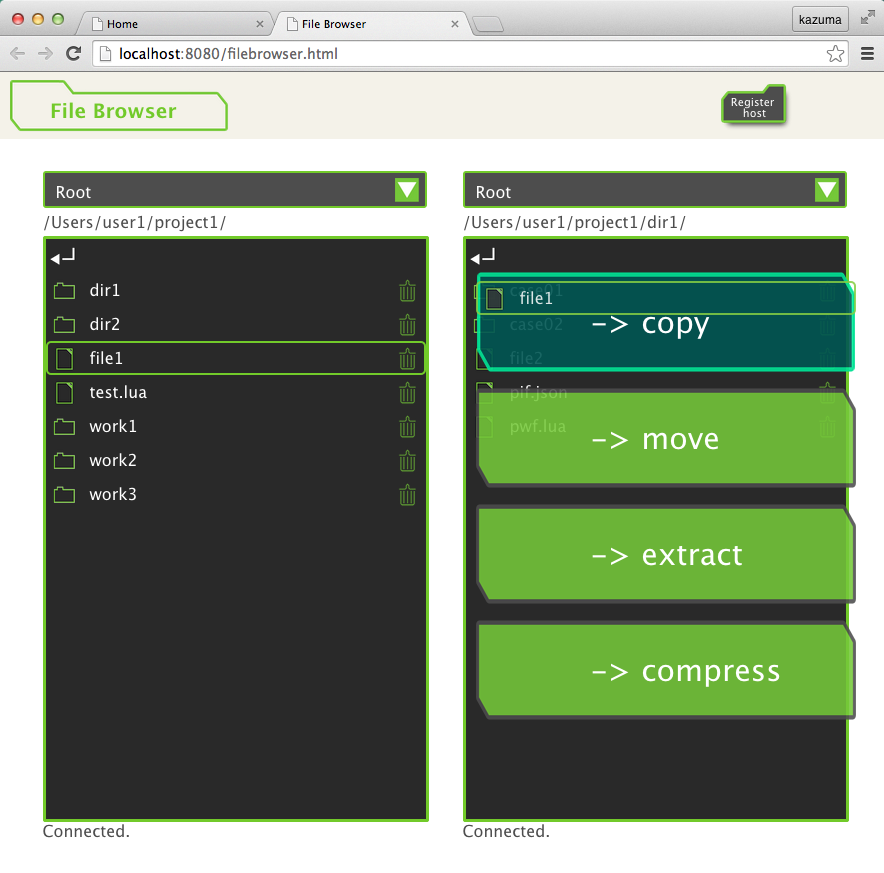 Home
File Browser
kazuma
localhost:8080/filebrowser.html
File Browser
Register
host
Root
/Users/user1/project1/
dir1
dir2
file1
test.lua
work1
work2
work3
Connected.
Root
/Users/user1/project1/dir1/
case01
file1
case02
-> copy
file2
pif.json
pwf.lua
-> move
-> extract
-> compress
Connected.